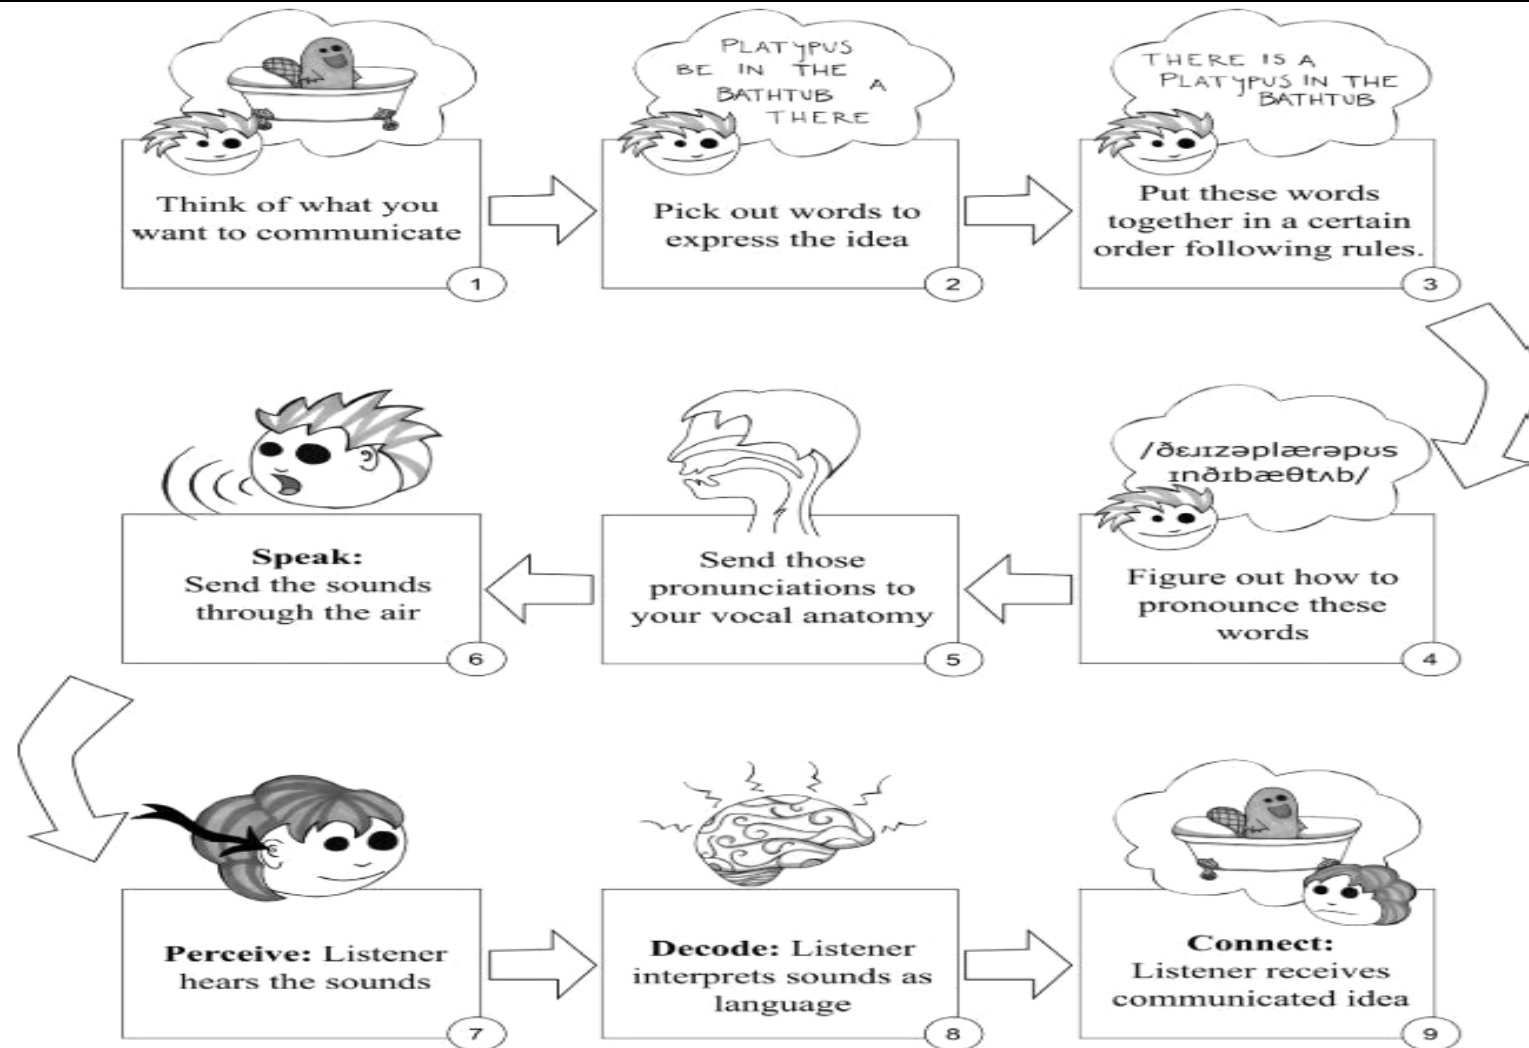 PLATYPUS
BE IN THE
BATHTUB A
THERE
THERE IS A
PLATYPUS IN THE
BATHTUB
Think of what you
want to communicate
1
Pick out words to
express the idea
2
Put these words
together in a certain
order following rules.
3
/ðɛɹɪzəplæɾəpʊs
ɪnðɪbæθtʌb/
Figure out how to
pronounce these
words
4
Send those
pronunciations to
your vocal anatomy
5
Speak:
Send the sounds
through the air
6
Perceive: Listener
hears the sounds
7
Decode: Listener
interprets sounds as
language
8
Connect:
Listener receives
communicated idea
9